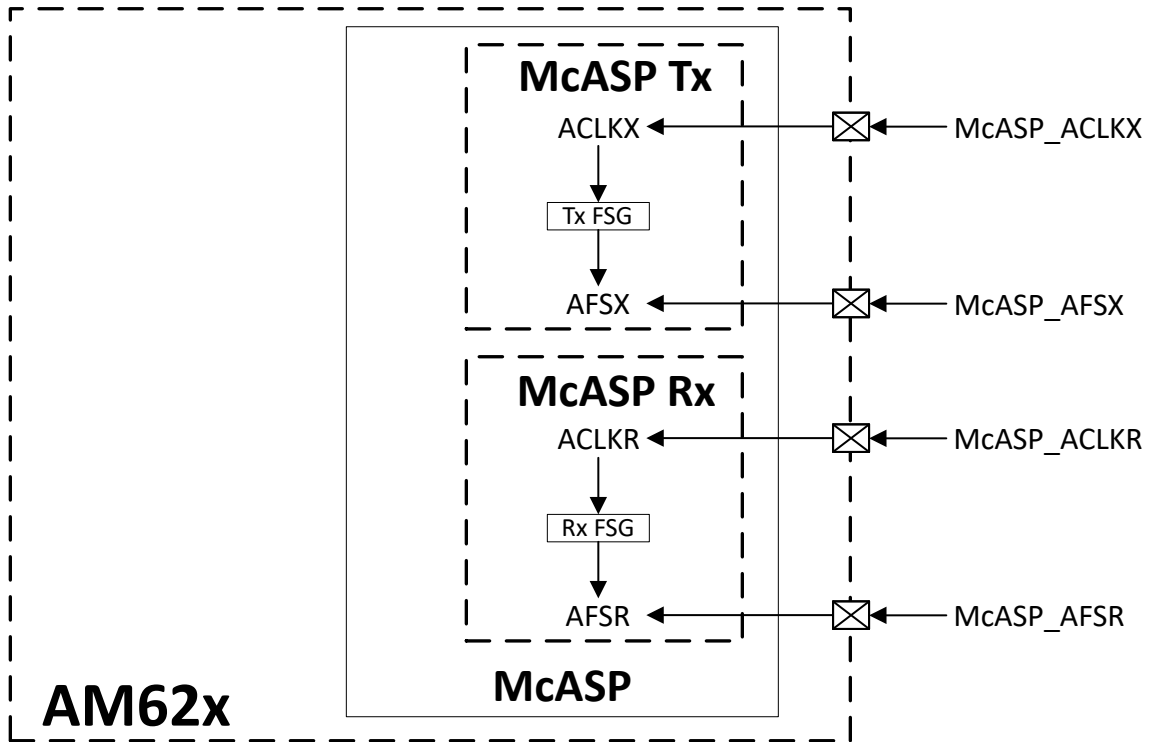 McASP Tx
ACLKX
McASP_ACLKX
Tx FSG
AFSX
McASP_AFSX
McASP Rx
ACLKR
McASP_ACLKR
Rx FSG
AFSR
McASP_AFSR
McASP
AM62x